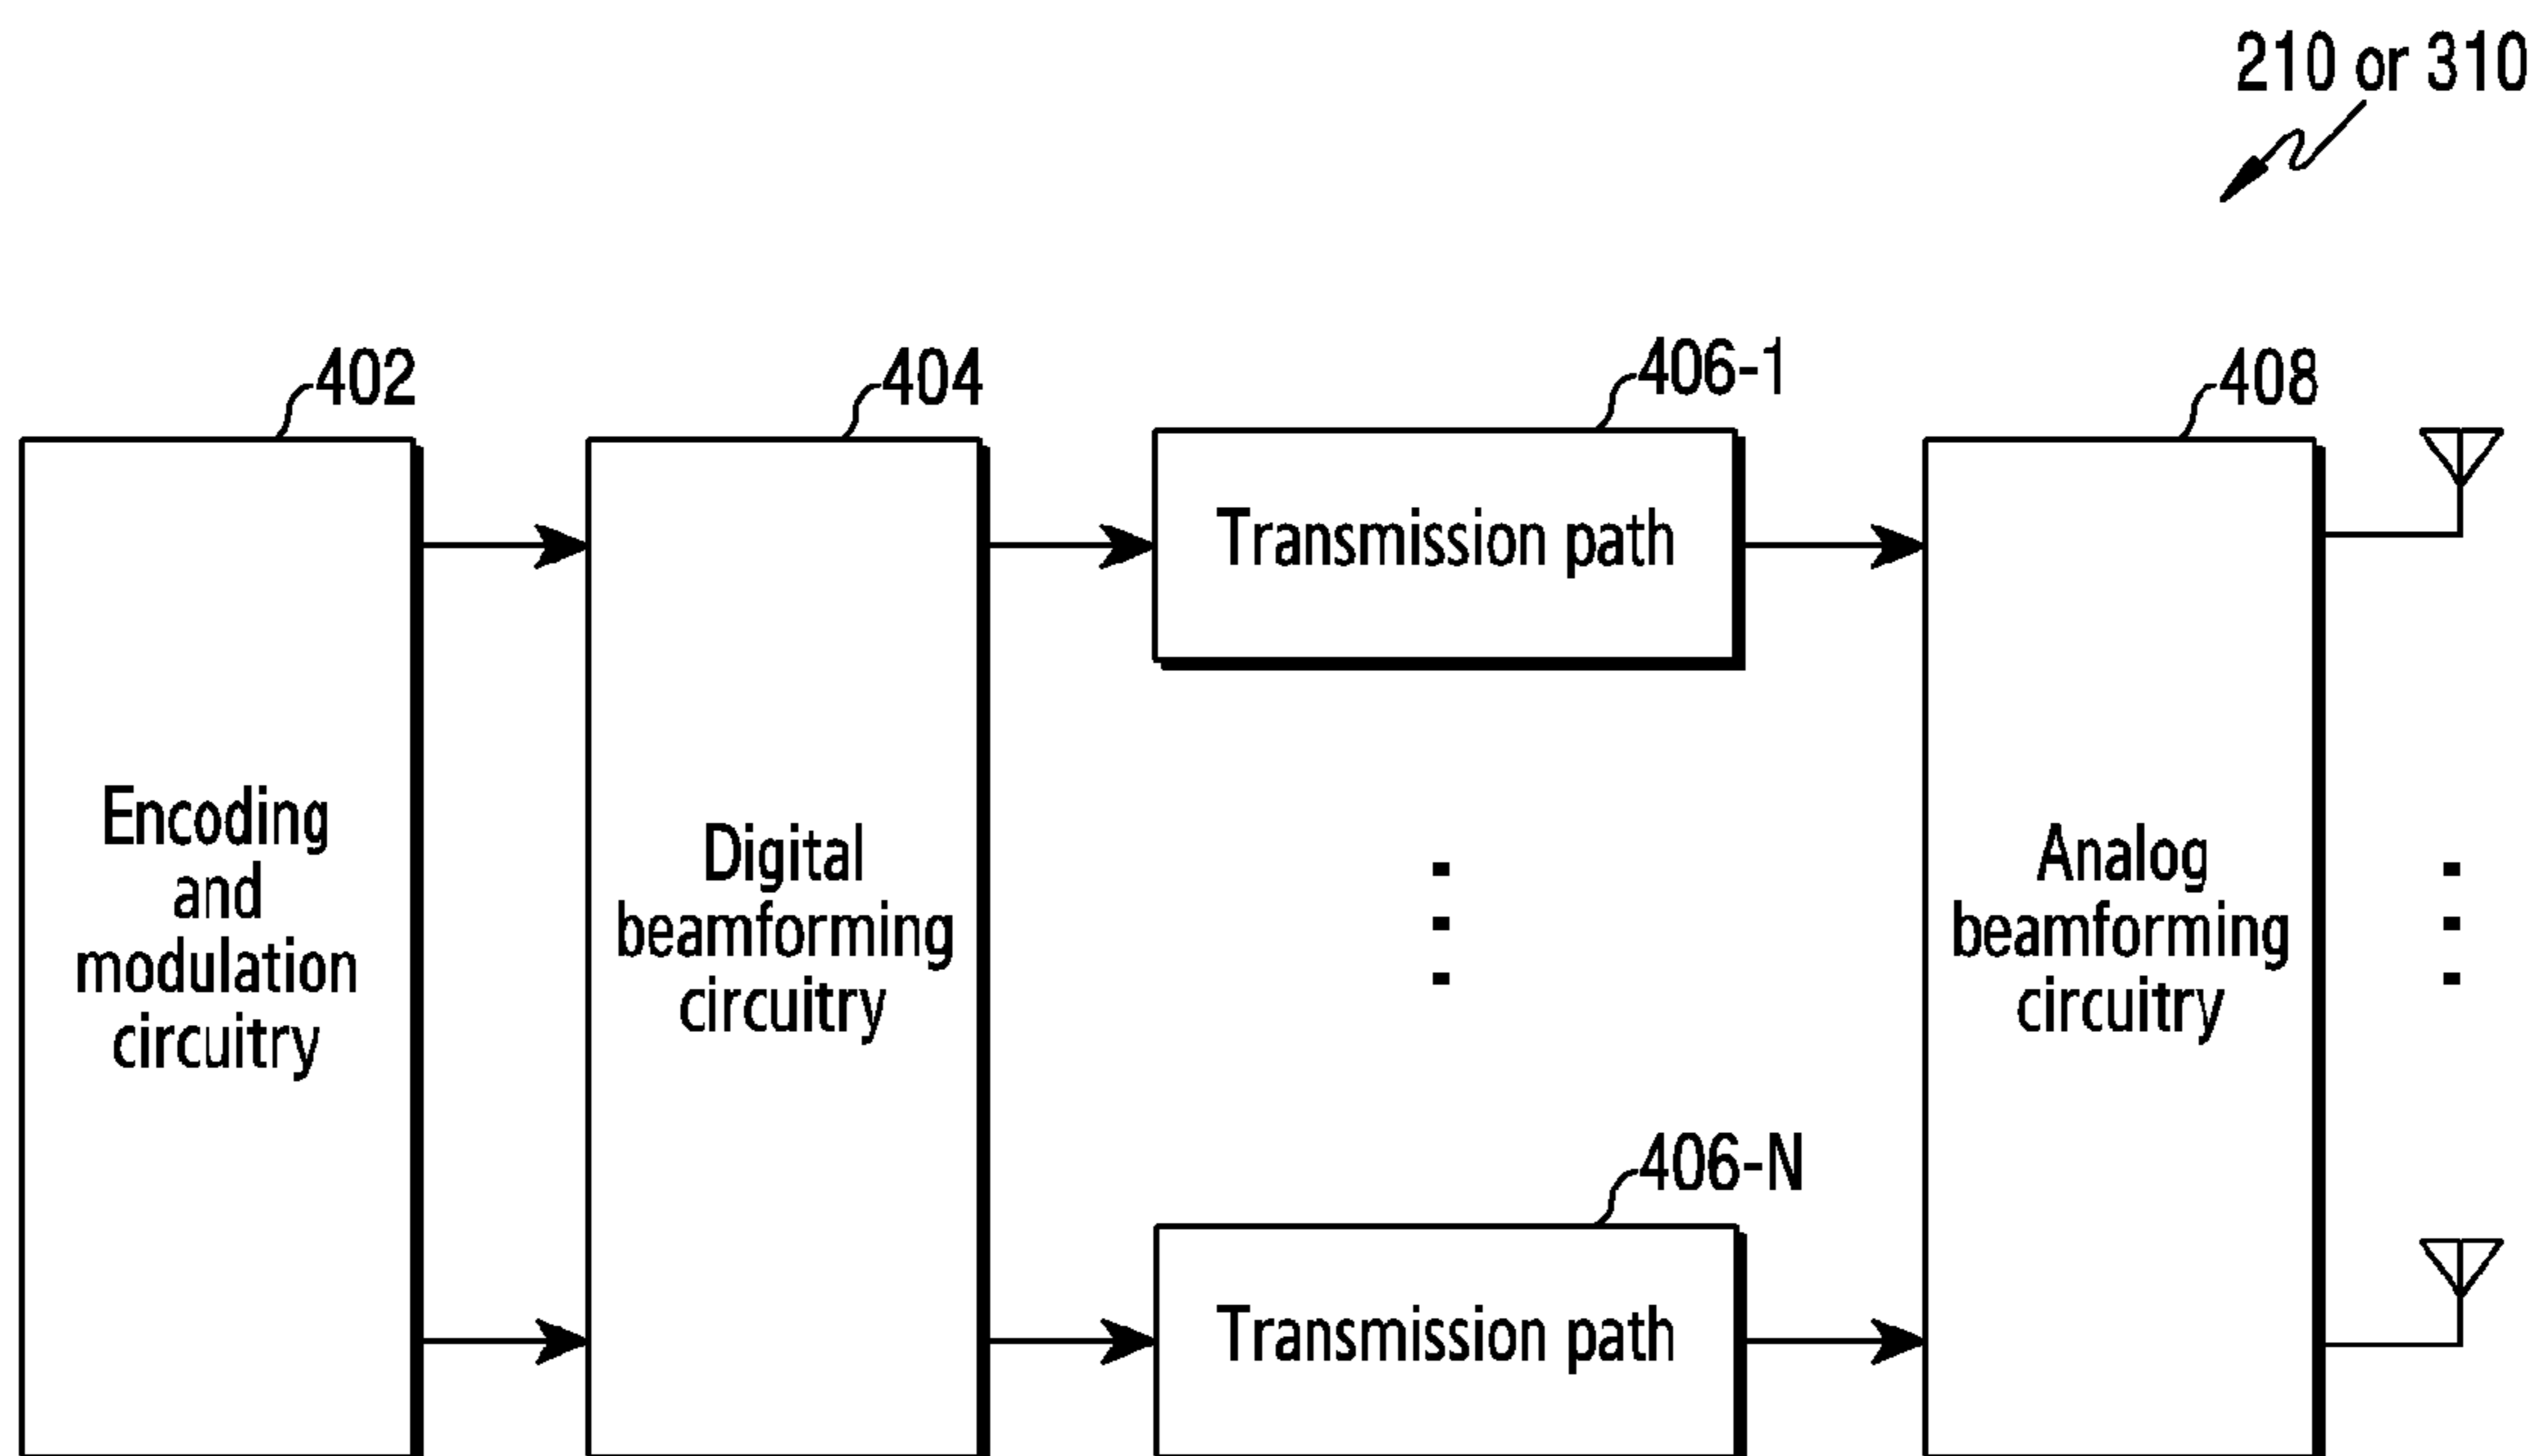 210 or 310
402
404
406-1
408
Transmission path
Encoding
and
modulation
circuitry
Digital
beamforming
circuitry
Analog
beamforming
circuitry
406-N
Transmission path